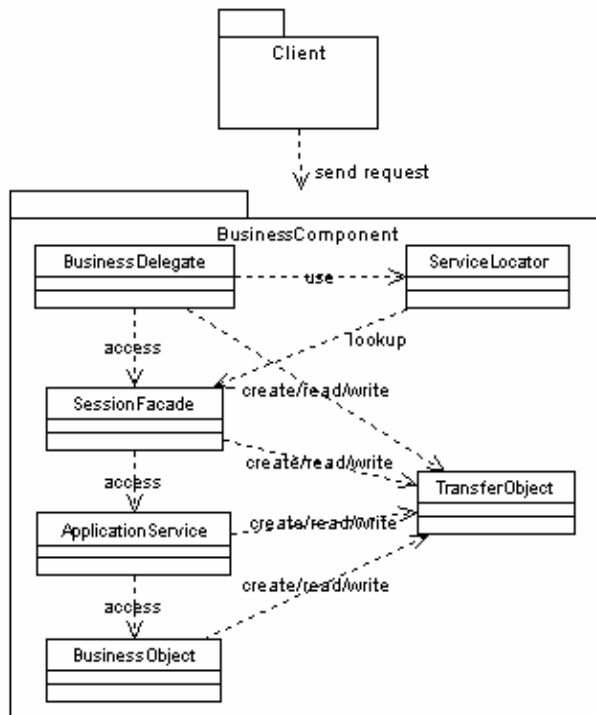 Client
send request
BusinessComponent
BusinessDelegate
ServiceLocator
use
access
lookup
SessionFacade
create/read/write
create/read/write
access
TransferObject
ApplicationService
create/read/write
access
create/read/write
BusinessObject